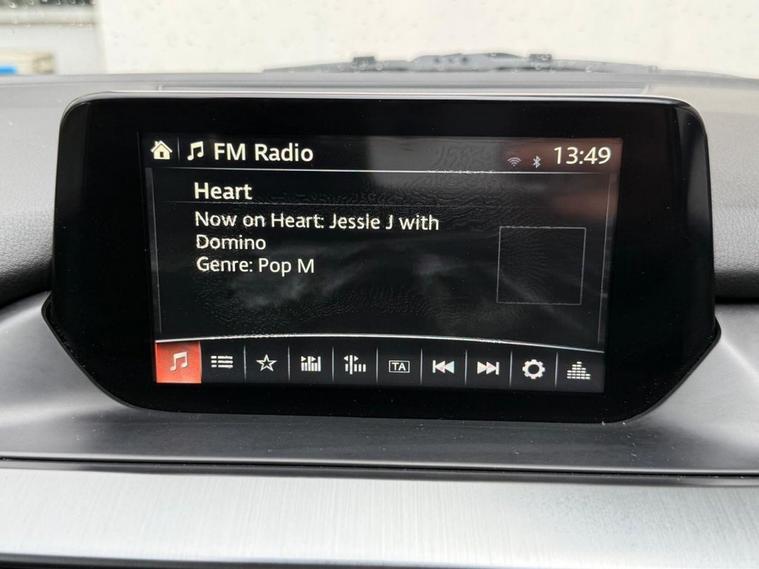 FM Radio
13:49
Heart
Now on Heart: Jessie J with
Domino
Genre: Pop M
TA